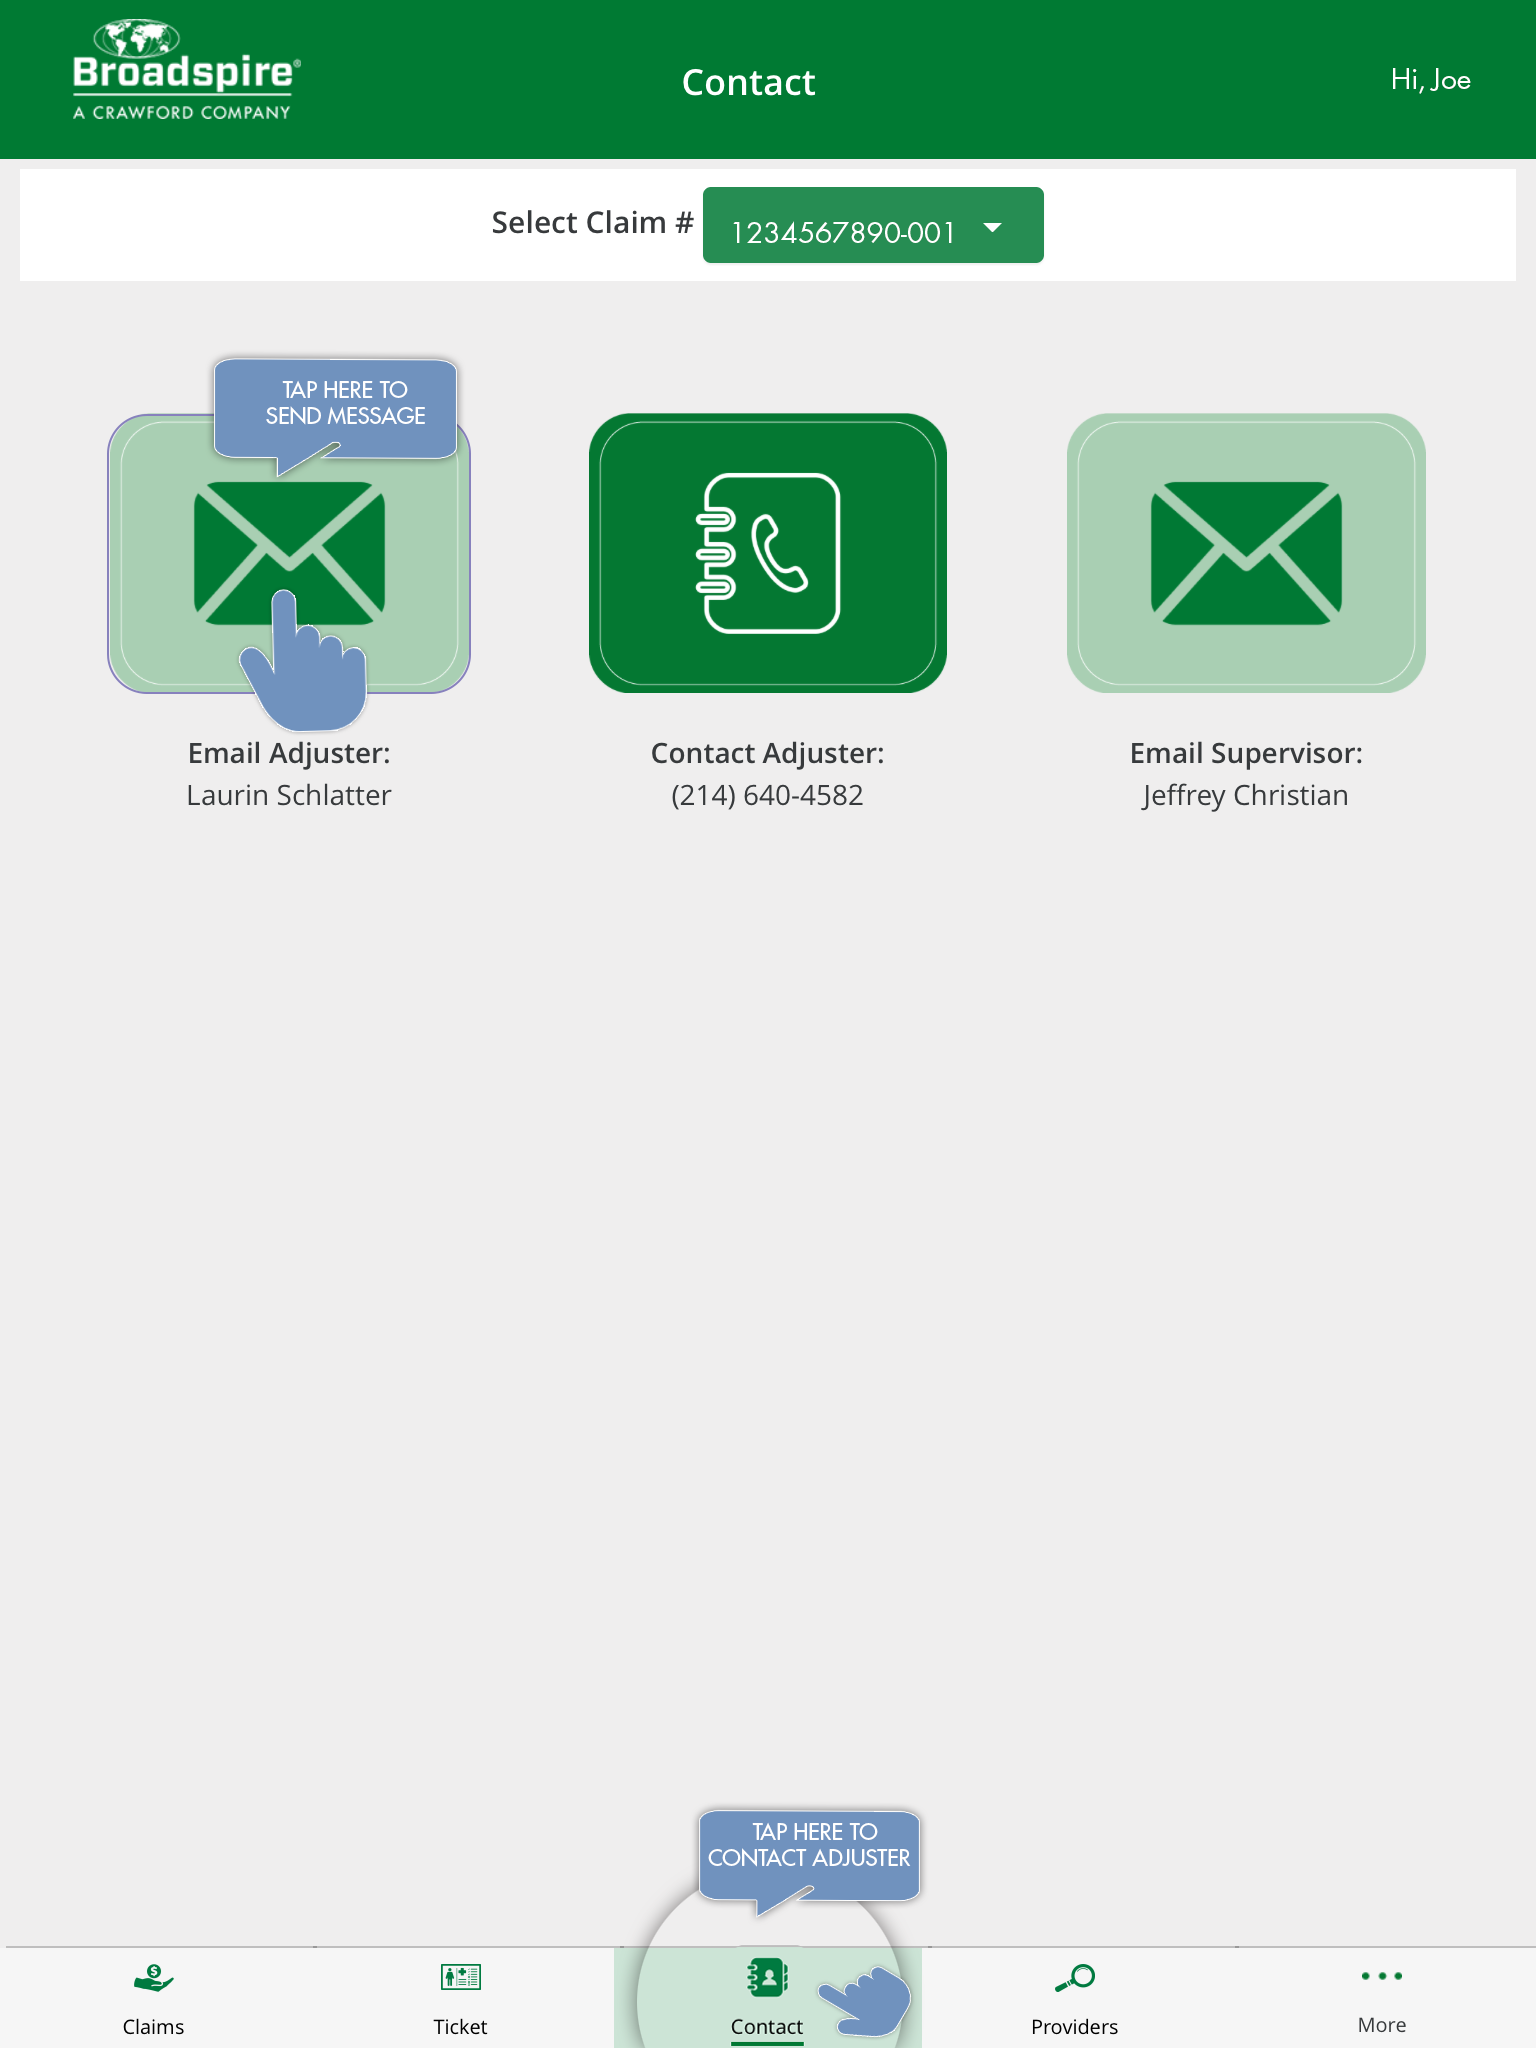 Broadspire®
A CRAWFORD COMPANY
Contact
Hi, Joe
Select Claim #
1234567890-001
TAP HERE TO
SEND MESSAGE
Email Adjuster:
Laurin Schlatter
Contact Adjuster:
(214) 640-4582
Email Supervisor:
Jeffrey Christian
TAP HERE TO
CONTACT ADJUSTER
Claims
Ticket
Contact
Providers
More